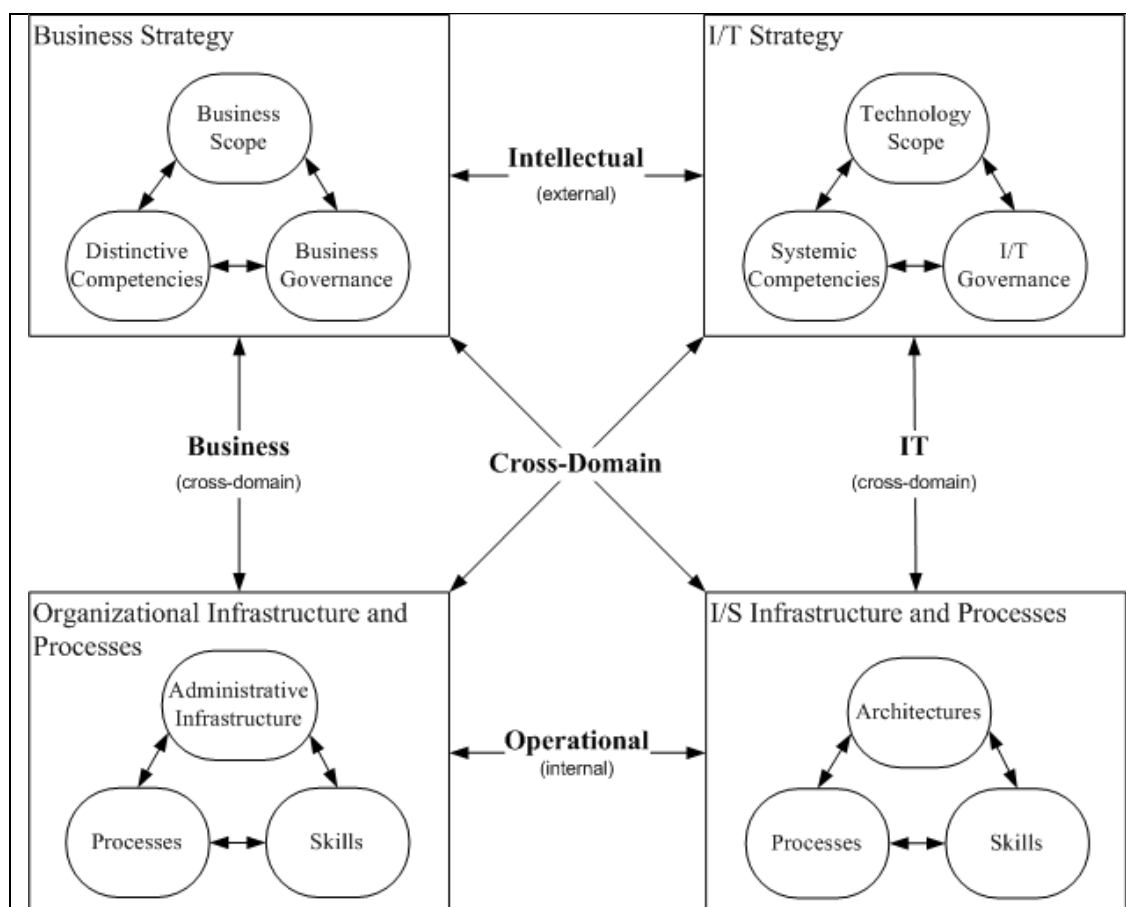 Business Strategy
Business
Scope
Distinctive
Competencies
Business
Governance
Intellectual
(external)
I/T Strategy
Technology
Scope
Systemic
Competencies
I/T
Governance
Business
(cross-domain)
Cross-Domain
IT
(cross-domain)
Organizational Infrastructure and
Processes
Administrative
Infrastructure
Processes
Skills
Operational
(internal)
I/S Infrastructure and Processes
Architectures
Processes
Skills